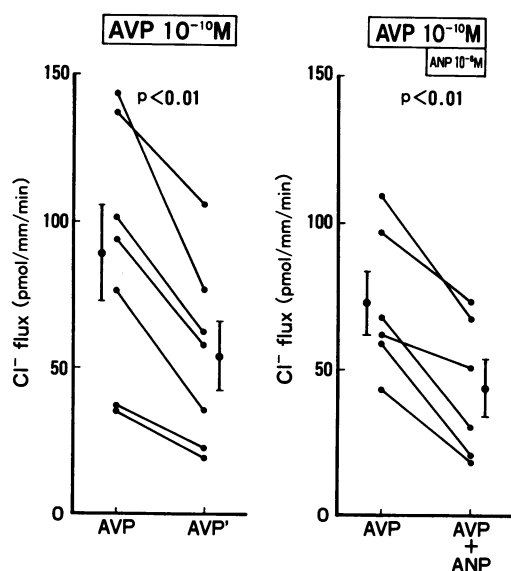 AVP 10⁻¹⁰M
p<0.01
Cl⁻ flux (pmol/mm/min)
150
100
50
0
AVP
AVP'
AVP 10⁻¹⁰M
ANP 10⁻⁸M
p<0.01
Cl⁻ flux (pmol/mm/min)
150
100
50
0
AVP
AVP
+
ANP